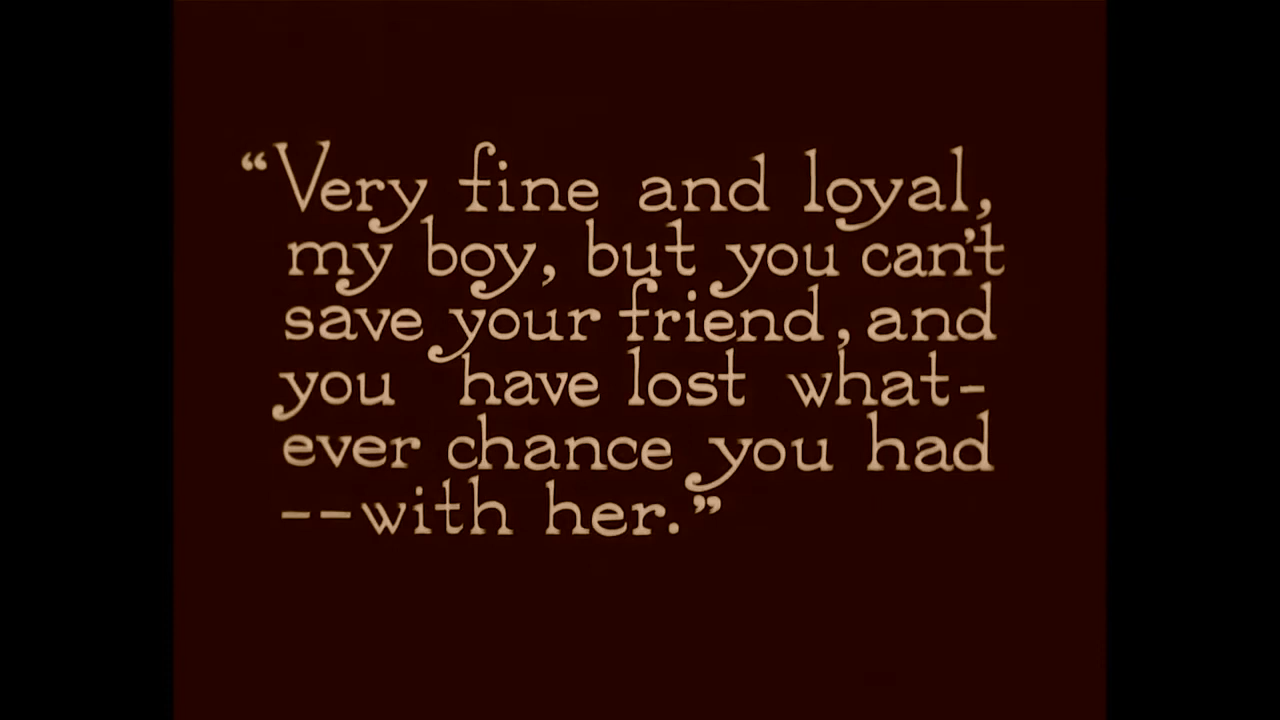 “Very fine and loyal,
my boy, but you can't
save your friend, and
you have lost what-
ever chance you had
--with her.”